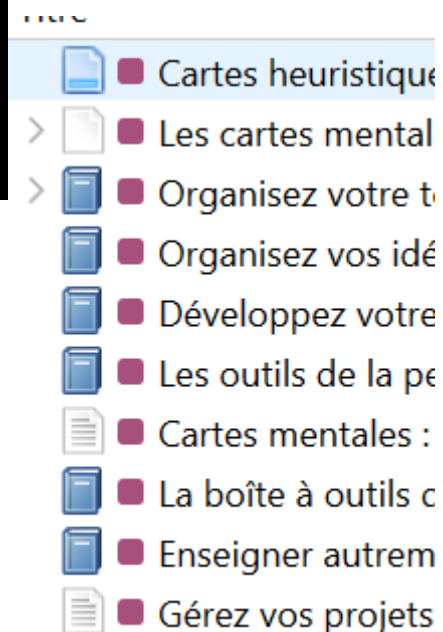 Titre
Cartes heuristique
Les cartes mental
Organisez votre
Organisez vos idé
Développez votre
Les outils de la pe
Cartes mentales :
La boîte à outils
Enseigner autrem
Gérez vos projets